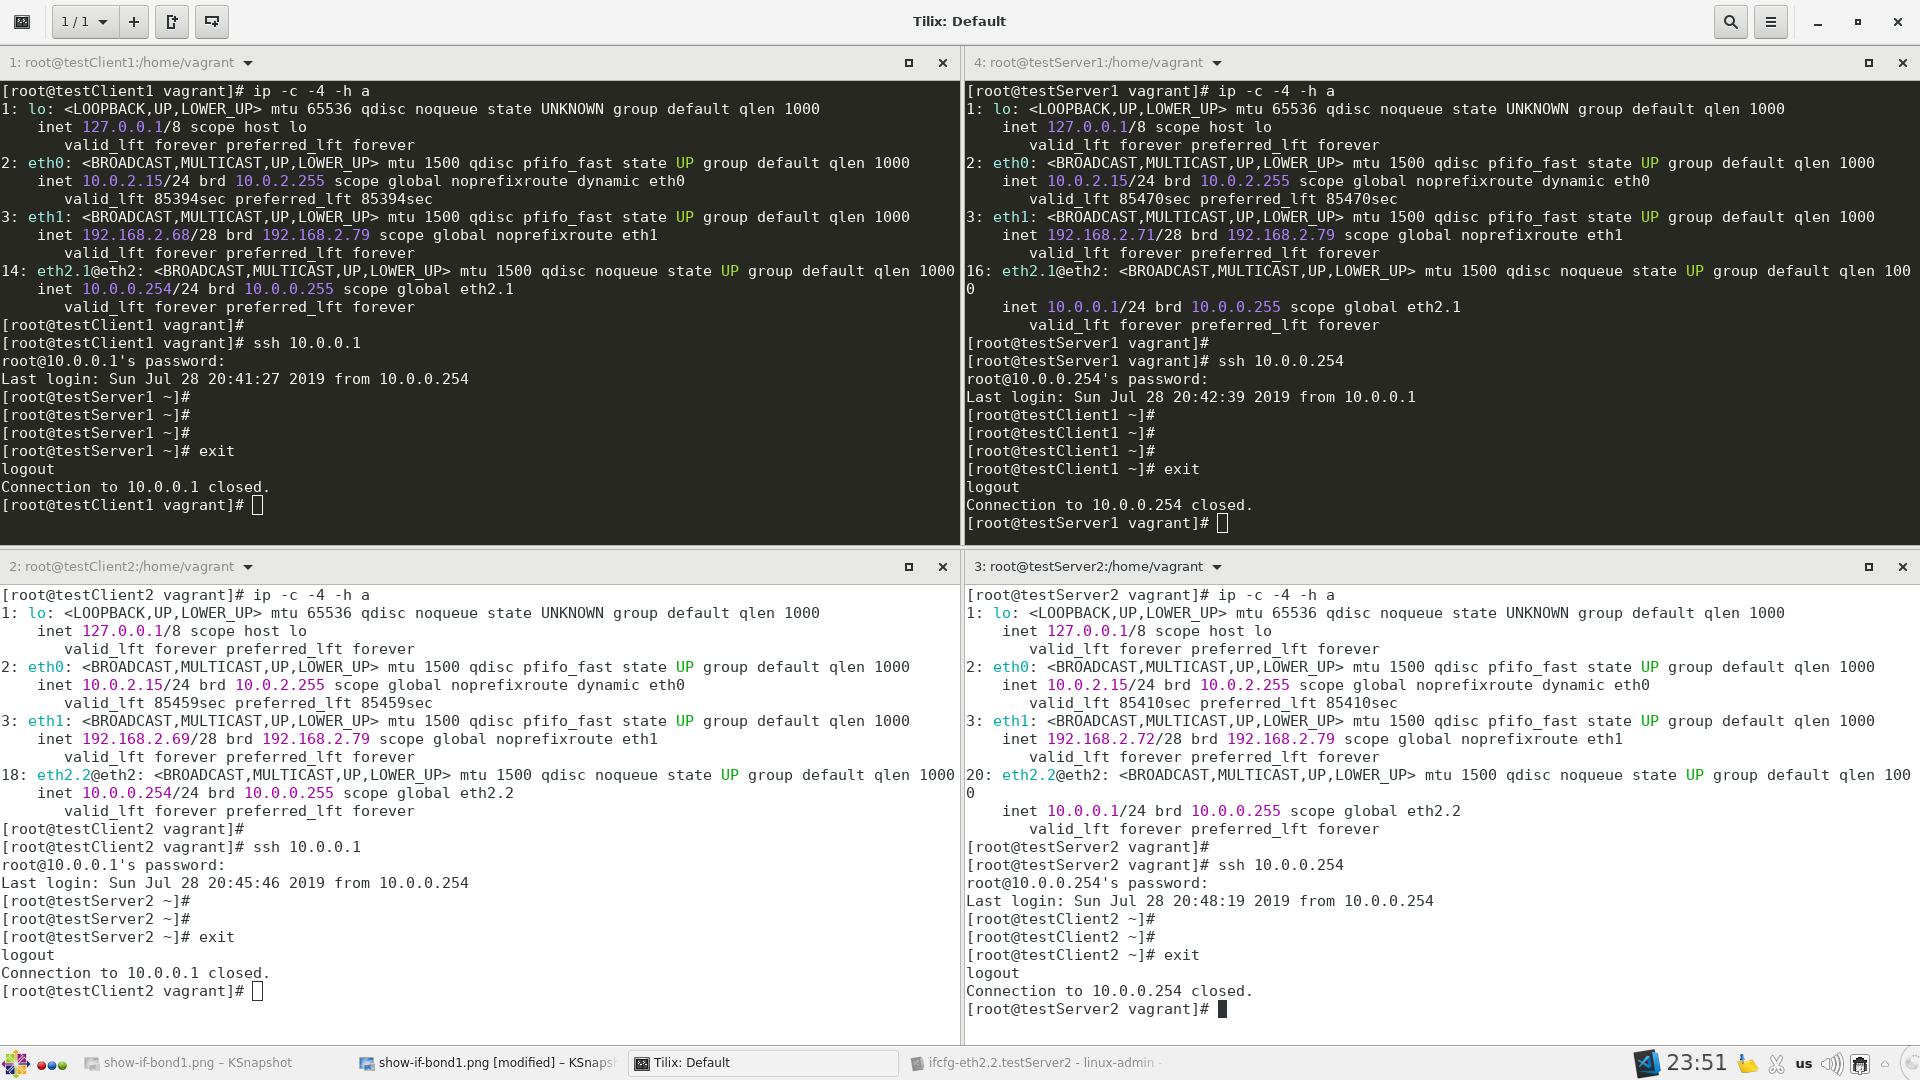 1 / 1
Tilix: Default
1: root@testClient1:/home/vagrant
[root@testClient1 vagrant]# ip -c -4 -h a
1: lo: <LOOPBACK,UP,LOWER_UP> mtu 65536 qdisc noqueue state UNKNOWN group default qlen 1000
    inet 127.0.0.1/8 scope host lo
       valid_lft forever preferred_lft forever
2: eth0: <BROADCAST,MULTICAST,UP,LOWER_UP> mtu 1500 qdisc pfifo_fast state UP group default qlen 1000
    inet 10.0.2.15/24 brd 10.0.2.255 scope global noprefixroute dynamic eth0
       valid_lft 85394sec preferred_lft 85394sec
3: eth1: <BROADCAST,MULTICAST,UP,LOWER_UP> mtu 1500 qdisc pfifo_fast state UP group default qlen 1000
    inet 192.168.2.68/28 brd 192.168.2.79 scope global noprefixroute eth1
       valid_lft forever preferred_lft forever
14: eth2.1@eth2: <BROADCAST,MULTICAST,UP,LOWER_UP> mtu 1500 qdisc noqueue state UP group default qlen 1000
    inet 10.0.0.254/24 brd 10.0.0.255 scope global eth2.1
       valid_lft forever preferred_lft forever
[root@testClient1 vagrant]#
[root@testClient1 vagrant]# ssh 10.0.0.1
root@10.0.0.1's password:
Last login: Sun Jul 28 20:41:27 2019 from 10.0.0.254
[root@testServer1 ~]#
[root@testServer1 ~]#
[root@testServer1 ~]#
[root@testServer1 ~]# exit
logout
Connection to 10.0.0.1 closed.
[root@testClient1 vagrant]#
4: root@testServer1:/home/vagrant
[root@testServer1 vagrant]# ip -c -4 -h a
1: lo: <LOOPBACK,UP,LOWER_UP> mtu 65536 qdisc noqueue state UNKNOWN group default qlen 1000
    inet 127.0.0.1/8 scope host lo
       valid_lft forever preferred_lft forever
2: eth0: <BROADCAST,MULTICAST,UP,LOWER_UP> mtu 1500 qdisc pfifo_fast state UP group default qlen 1000
    inet 10.0.2.15/24 brd 10.0.2.255 scope global noprefixroute dynamic eth0
       valid_lft 85470sec preferred_lft 85470sec
3: eth1: <BROADCAST,MULTICAST,UP,LOWER_UP> mtu 1500 qdisc pfifo_fast state UP group default qlen 1000
    inet 192.168.2.71/28 brd 192.168.2.79 scope global noprefixroute eth1
       valid_lft forever preferred_lft forever
16: eth2.1@eth2: <BROADCAST,MULTICAST,UP,LOWER_UP> mtu 1500 qdisc noqueue state UP group default qlen 100
0
    inet 10.0.0.1/24 brd 10.0.0.255 scope global eth2.1
       valid_lft forever preferred_lft forever
[root@testServer1 vagrant]#
[root@testServer1 vagrant]# ssh 10.0.0.254
root@10.0.0.254's password:
Last login: Sun Jul 28 20:42:39 2019 from 10.0.0.1
[root@testClient1 ~]#
[root@testClient1 ~]#
[root@testClient1 ~]#
[root@testClient1 ~]# exit
logout
Connection to 10.0.0.254 closed.
[root@testServer1 vagrant]#
2: root@testClient2:/home/vagrant
[root@testClient2 vagrant]# ip -c -4 -h a
1: lo: <LOOPBACK,UP,LOWER_UP> mtu 65536 qdisc noqueue state UNKNOWN group default qlen 1000
    inet 127.0.0.1/8 scope host lo
       valid_lft forever preferred_lft forever
2: eth0: <BROADCAST,MULTICAST,UP,LOWER_UP> mtu 1500 qdisc pfifo_fast state UP group default qlen 1000
    inet 10.0.2.15/24 brd 10.0.2.255 scope global noprefixroute dynamic eth0
       valid_lft 85459sec preferred_lft 85459sec
3: eth1: <BROADCAST,MULTICAST,UP,LOWER_UP> mtu 1500 qdisc pfifo_fast state UP group default qlen 1000
    inet 192.168.2.69/28 brd 192.168.2.79 scope global noprefixroute eth1
       valid_lft forever preferred_lft forever
18: eth2.2@eth2: <BROADCAST,MULTICAST,UP,LOWER_UP> mtu 1500 qdisc noqueue state UP group default qlen 1000
    inet 10.0.0.254/24 brd 10.0.0.255 scope global eth2.2
       valid_lft forever preferred_lft forever
[root@testClient2 vagrant]#
[root@testClient2 vagrant]# ssh 10.0.0.1
root@10.0.0.1's password:
Last login: Sun Jul 28 20:45:46 2019 from 10.0.0.254
[root@testServer2 ~]#
[root@testServer2 ~]#
[root@testServer2 ~]# exit
logout
Connection to 10.0.0.1 closed.
[root@testClient2 vagrant]#
3: root@testServer2:/home/vagrant
[root@testServer2 vagrant]# ip -c -4 -h a
1: lo: <LOOPBACK,UP,LOWER_UP> mtu 65536 qdisc noqueue state UNKNOWN group default qlen 1000
    inet 127.0.0.1/8 scope host lo
       valid_lft forever preferred_lft forever
2: eth0: <BROADCAST,MULTICAST,UP,LOWER_UP> mtu 1500 qdisc pfifo_fast state UP group default qlen 1000
    inet 10.0.2.15/24 brd 10.0.2.255 scope global noprefixroute dynamic eth0
       valid_lft 85410sec preferred_lft 85410sec
3: eth1: <BROADCAST,MULTICAST,UP,LOWER_UP> mtu 1500 qdisc pfifo_fast state UP group default qlen 1000
    inet 192.168.2.72/28 brd 192.168.2.79 scope global noprefixroute eth1
       valid_lft forever preferred_lft forever
20: eth2.2@eth2: <BROADCAST,MULTICAST,UP,LOWER_UP> mtu 1500 qdisc noqueue state UP group default qlen 100
0
    inet 10.0.0.1/24 brd 10.0.0.255 scope global eth2.2
       valid_lft forever preferred_lft forever
[root@testServer2 vagrant]#
[root@testServer2 vagrant]# ssh 10.0.0.254
root@10.0.0.254's password:
Last login: Sun Jul 28 20:48:19 2019 from 10.0.0.254
[root@testClient2 ~]#
[root@testClient2 ~]#
[root@testClient2 ~]# exit
logout
Connection to 10.0.0.254 closed.
[root@testServer2 vagrant]#
show-if-bond1.png – KSnapshot
show-if-bond1.png [modified] – KSnaps
Tilix: Default
ifcfg-eth2.2.testServer2 - linux-admin -
23:51
us